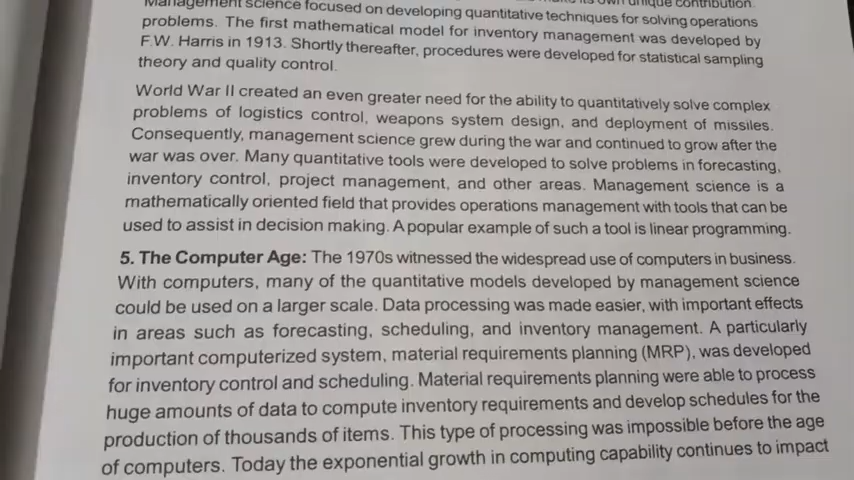 Management science focused on developing quantitative techniques for solving operations
problems. The first mathematical model for inventory management was developed by
F.W. Harris in 1913. Shortly thereafter, procedures were developed for statistical sampling
theory and quality control.
World War II created an even greater need for the ability to quantitatively solve complex
problems of logistics control, weapons system design, and deployment of missiles.
Consequently, management science grew during the war and continued to grow after the
war was over. Many quantitative tools were developed to solve problems in forecasting,
inventory control, project management, and other areas. Management science is a
mathematically oriented field that provides operations management with tools that can be
used to assist in decision making. A popular example of such a tool is linear programming.
5. The Computer Age: The 1970s witnessed the widespread use of computers in business.
With computers, many of the quantitative models developed by management science
could be used on a larger scale. Data processing was made easier, with important effects
in areas such as forecasting, scheduling, and inventory management. A particularly
important computerized system, material requirements planning (MRP), was developed
for inventory control and scheduling. Material requirements planning were able to process
huge amounts of data to compute inventory requirements and develop schedules for the
production of thousands of items. This type of processing was impossible before the age
of computers. Today the exponential growth in computing capability continues to impact